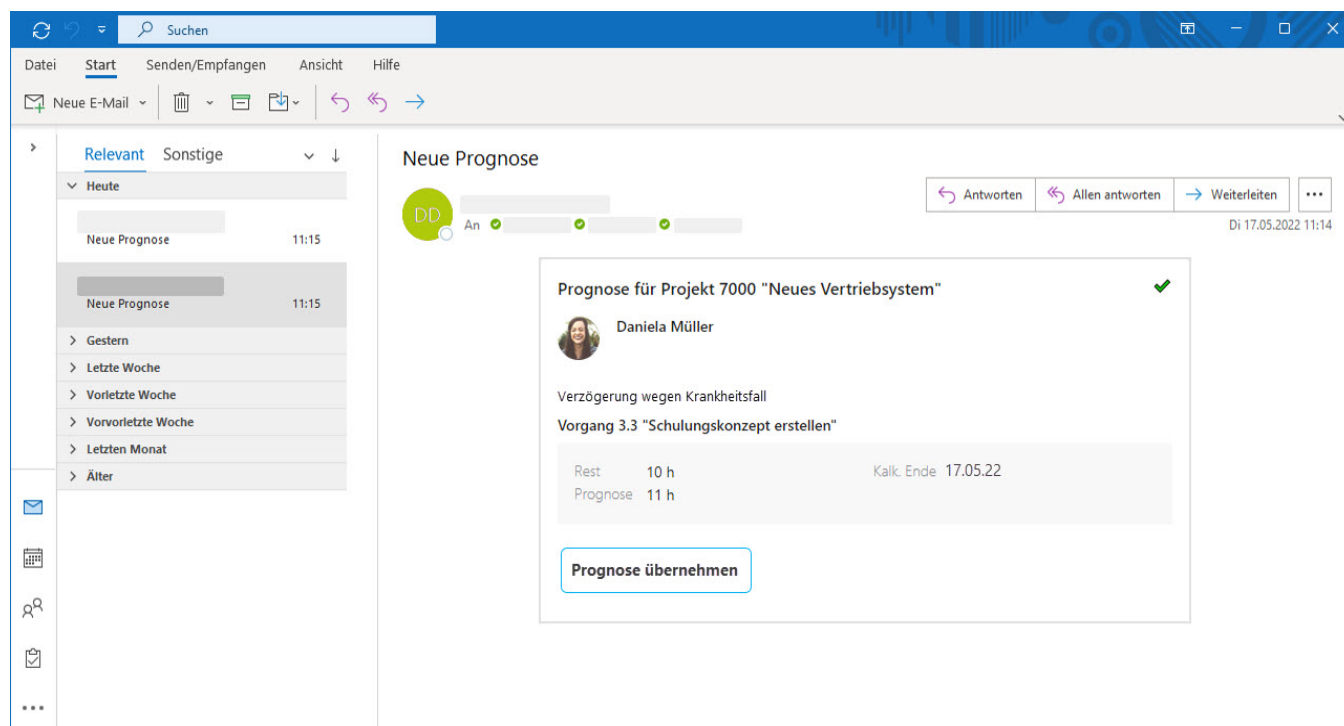 Suchen
Datei Start Senden/Empfangen Ansicht Hilfe
Neue E-Mail
Relevant Sonstige
Heute
Neue Prognose 11:15
Neue Prognose 11:15
Gestern
Letzte Woche
Vorletzte Woche
Vorvorletzte Woche
Letzten Monat
Älter
Neue Prognose
DD
An
Antworten Allen antworten Weiterleiten
Di 17.05.2022 11:14
Prognose für Projekt 7000 "Neues Vertriebsystem"
Daniela Müller
Verzögerung wegen Krankheitsfall
Vorgang 3.3 "Schulungskonzept erstellen"
Rest 10 h Kalk. Ende 17.05.22
Prognose 11 h
Prognose übernehmen